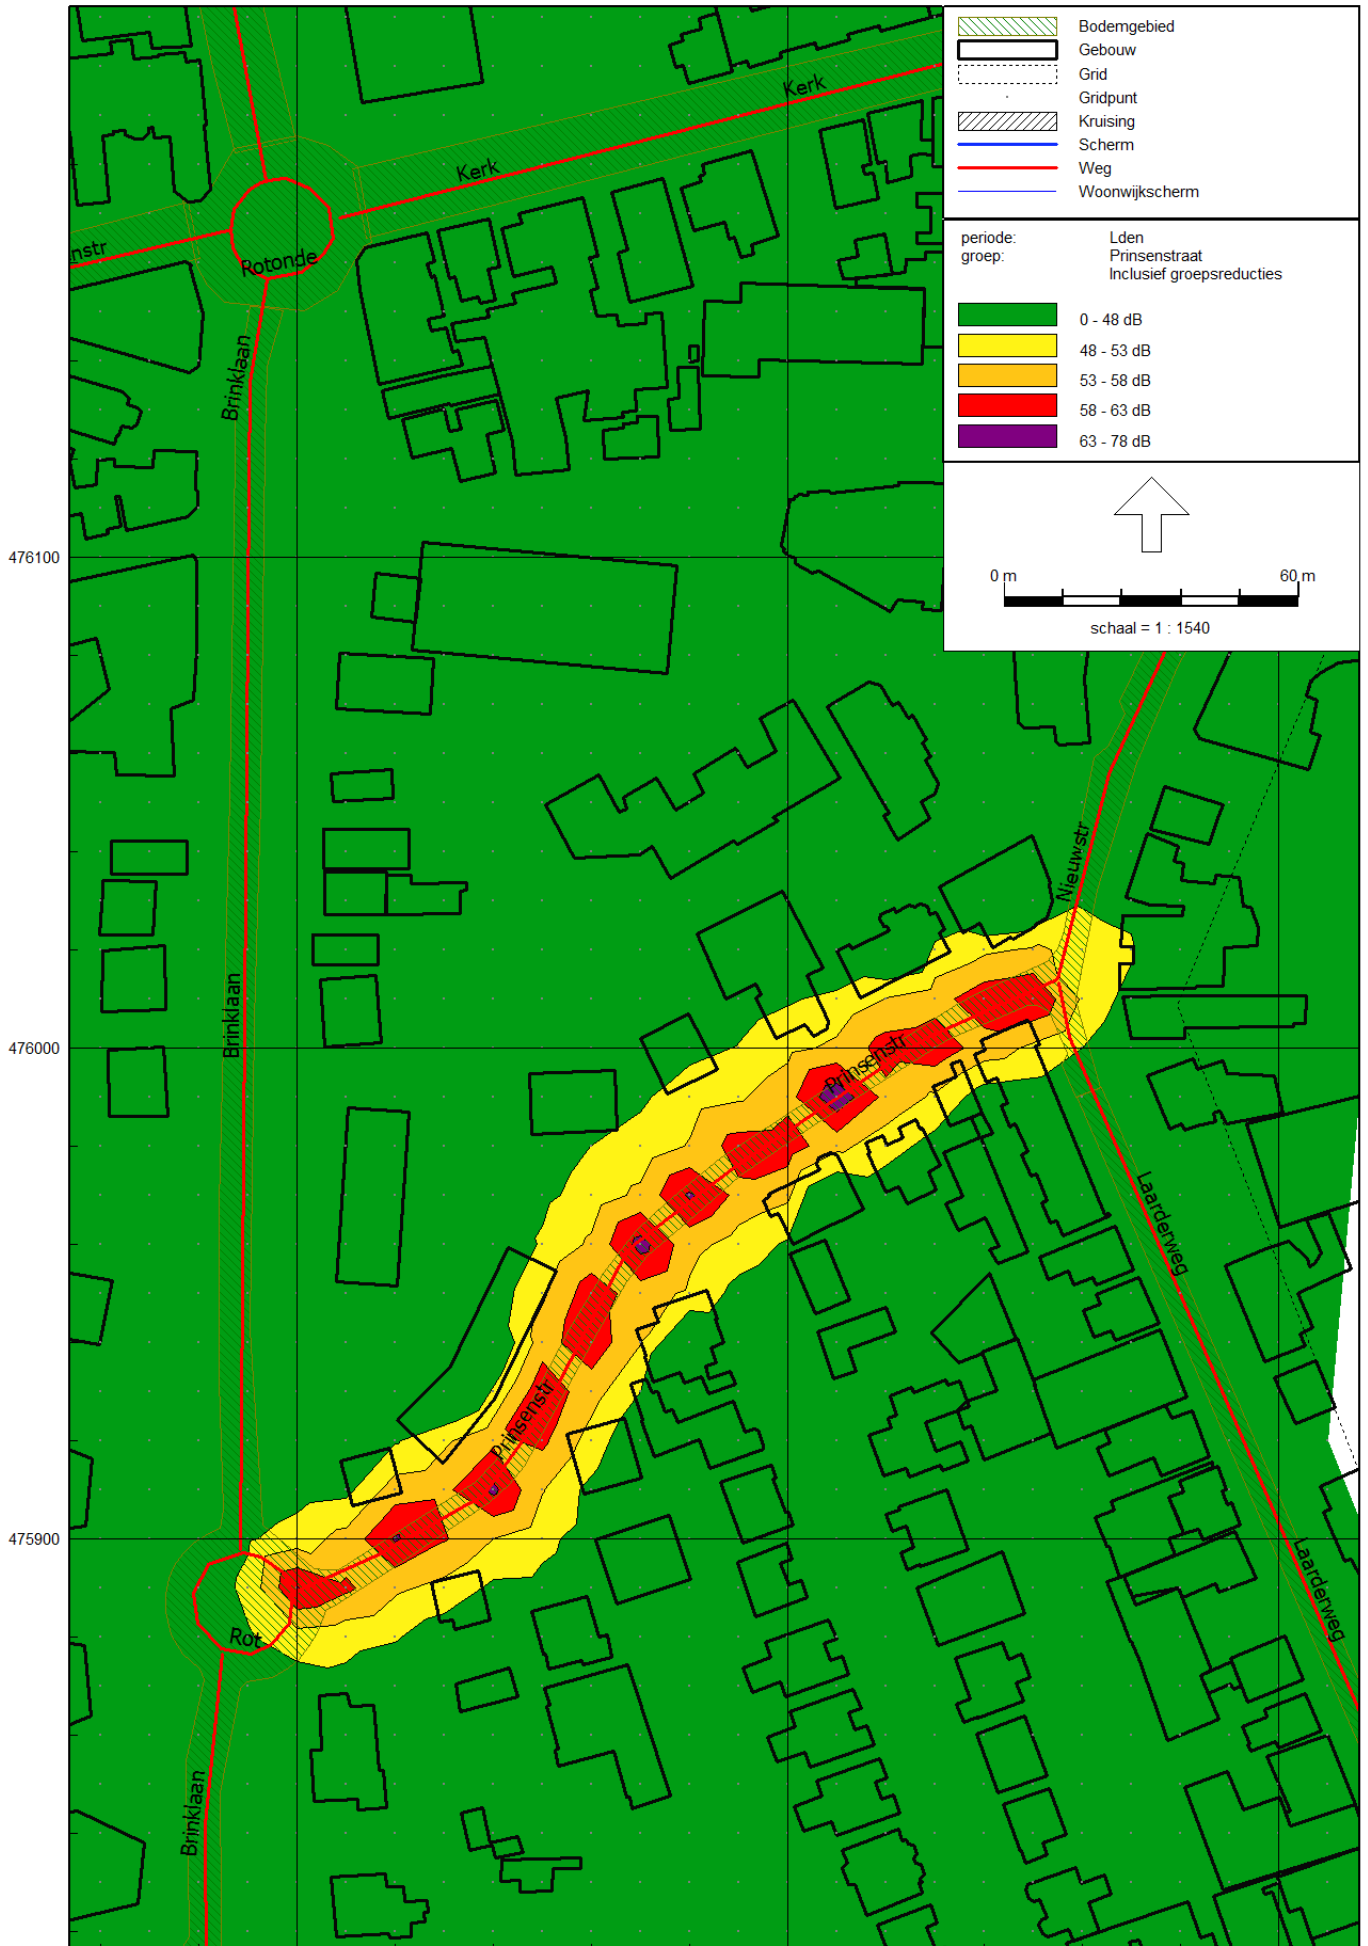 Bodemgebied
Gebouw
Grid
Gridpunt
Kruising
Scherm
Weg
Woonwijkscherm
periode: Lden
groep: Prinsenstraat
Inclusief groepsreducties
0 - 48 dB
48 - 53 dB
53 - 58 dB
58 - 63 dB
63 - 78 dB
0 m 60 m
schaal = 1 : 1540
Kerk
Kerk
nstr
Rotonde
Brinklaan
476100
Nieuwstr
Brinklaan
476000
Prinsenstr
Laarderweg
Prinsenstr
475900
Laarderweg
Rot
Brinklaan